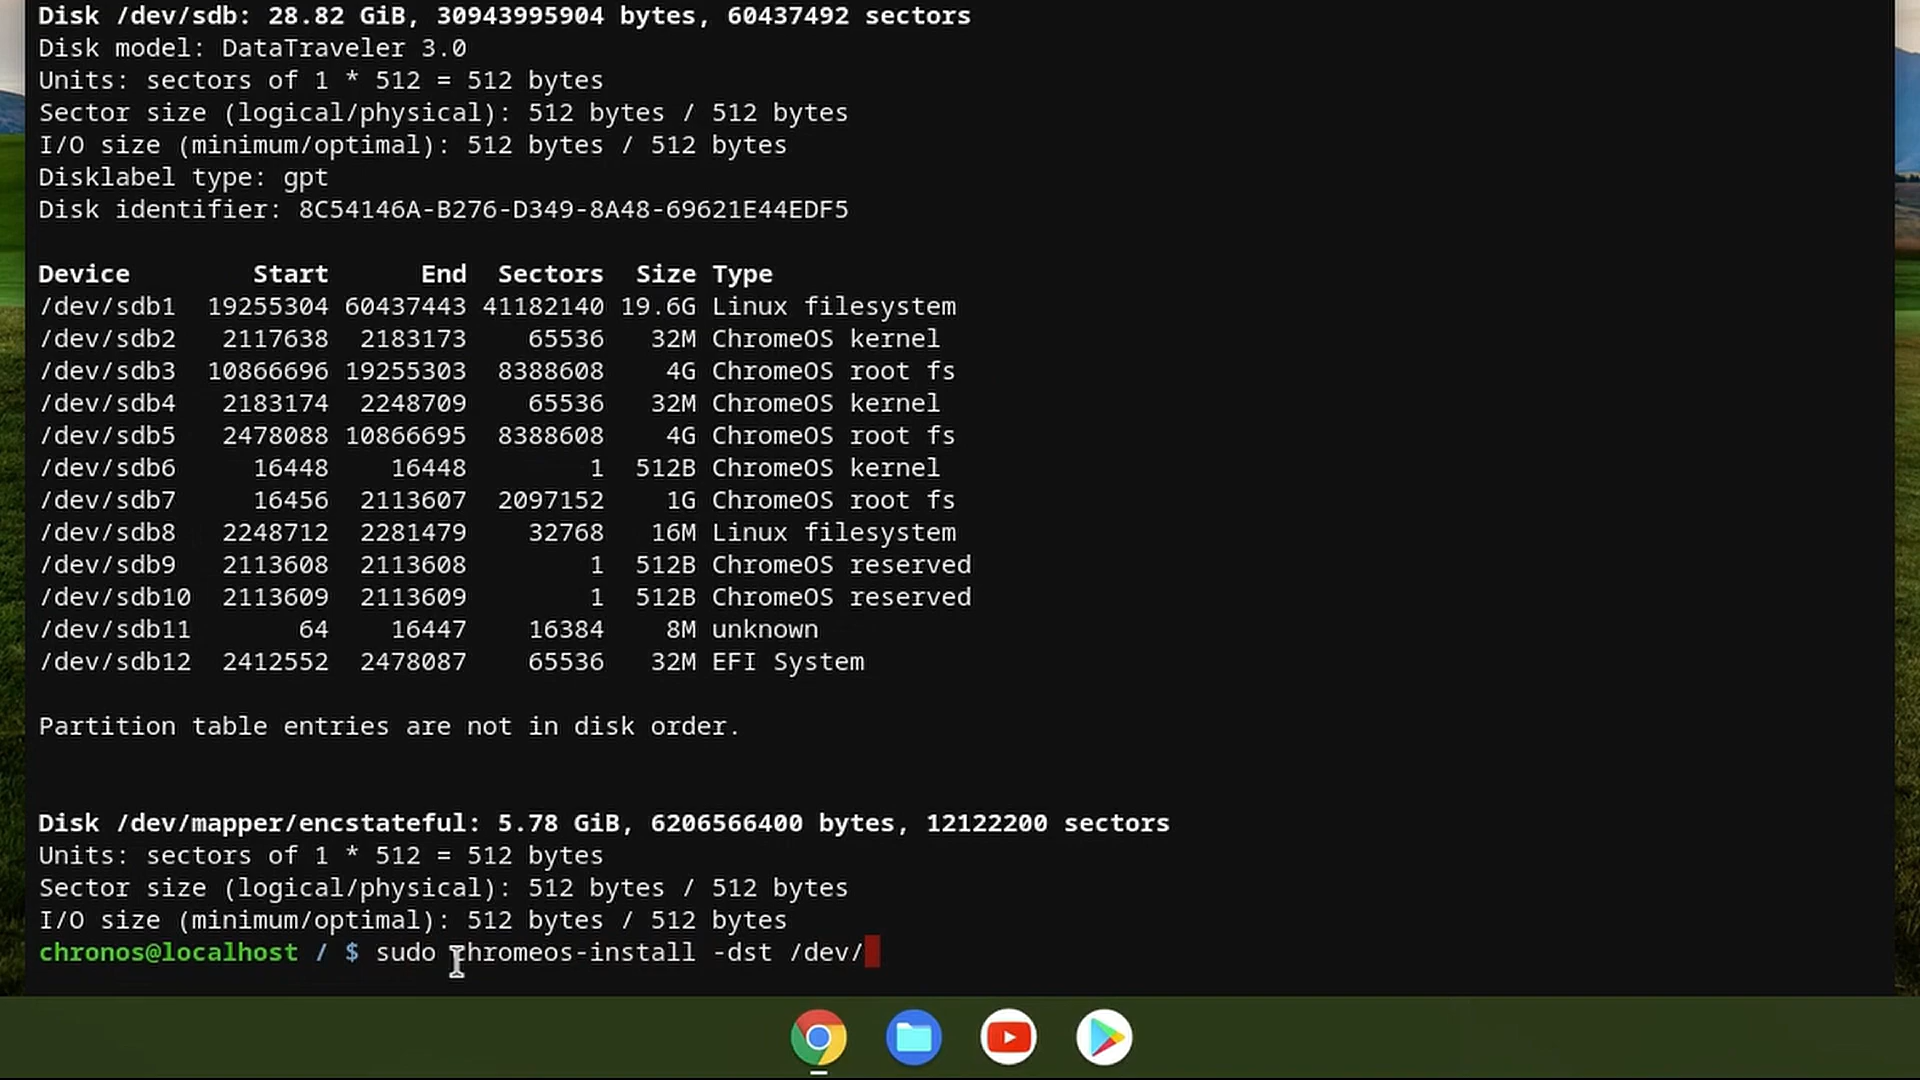 Disk /dev/sdb: 28.82 GiB, 30943995904 bytes, 60437492 sectors
Disk model: DataTraveler 3.0
Units: sectors of 1 * 512 = 512 bytes
Sector size (logical/physical): 512 bytes / 512 bytes
I/O size (minimum/optimal): 512 bytes / 512 bytes
Disklabel type: gpt
Disk identifier: 8C54146A-B276-D349-8A48-69621E44EDF5
Device Start End Sectors Size Type
/dev/sdb1 19255304 60437443 41182140 19.6G Linux filesystem
/dev/sdb2 2117638 2183173 65536 32M ChromeOS kernel
/dev/sdb3 10866696 19255303 8388608 4G ChromeOS root fs
/dev/sdb4 2183174 2248709 65536 32M ChromeOS kernel
/dev/sdb5 2478088 10866695 8388608 4G ChromeOS root fs
/dev/sdb6 16448 16448 1 512B ChromeOS kernel
/dev/sdb7 16456 2113607 2097152 1G ChromeOS root fs
/dev/sdb8 2248712 2281479 32768 16M Linux filesystem
/dev/sdb9 2113608 2113608 1 512B ChromeOS reserved
/dev/sdb10 2113609 2113609 1 512B ChromeOS reserved
/dev/sdb11 64 16447 16384 8M unknown
/dev/sdb12 2412552 2478087 65536 32M EFI System
Partition table entries are not in disk order.
Disk /dev/mapper/encstateful: 5.78 GiB, 6206566400 bytes, 12122200 sectors
Units: sectors of 1 * 512 = 512 bytes
Sector size (logical/physical): 512 bytes / 512 bytes
I/O size (minimum/optimal): 512 bytes / 512 bytes
chronos@localhost / $ sudo chromeos-install -dst /dev/